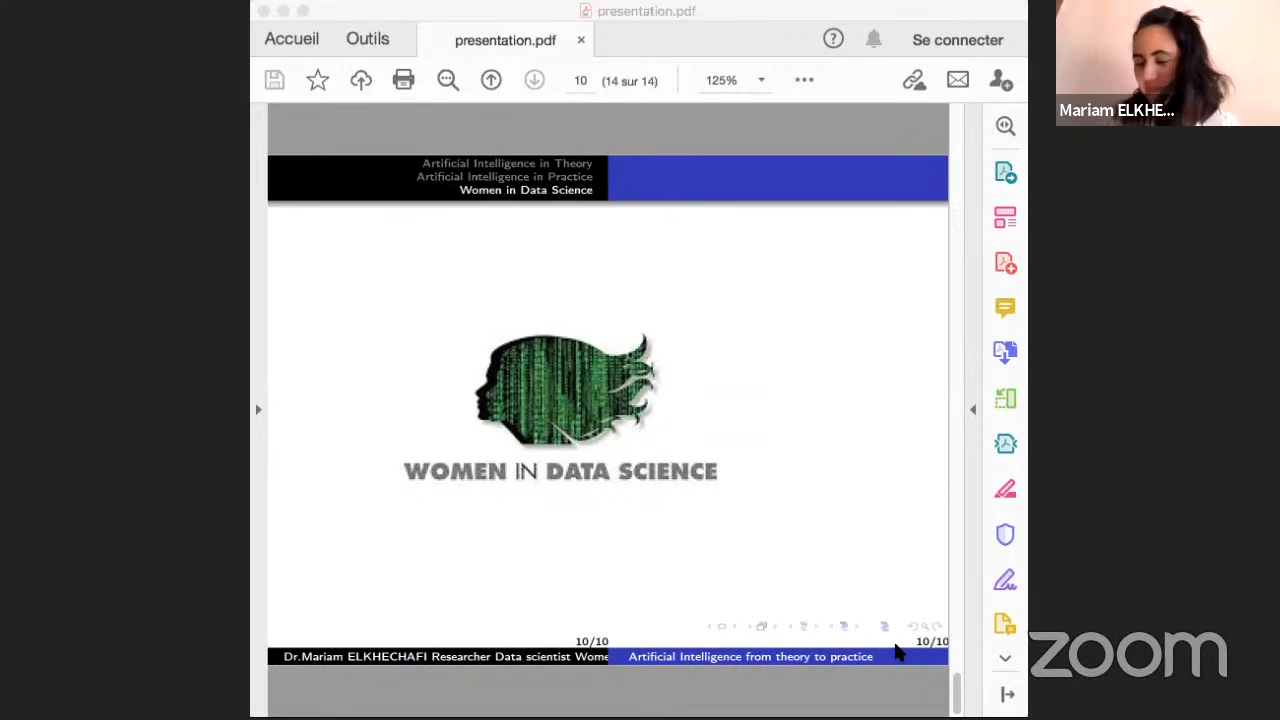 presentation.pdf
Accueil
Outils
presentation.pdf
×
Se connecter
10
(14 sur 14)
125%
Mariam ELKHE...
Artificial Intelligence in Theory
Artificial Intelligence in Practice
Women in Data Science
WOMEN IN DATA SCIENCE
10/10
10/10
Dr.Mariam ELKHECHAFI Researcher Data scientist Wome
Artificial Intelligence from theory to practice
zoom